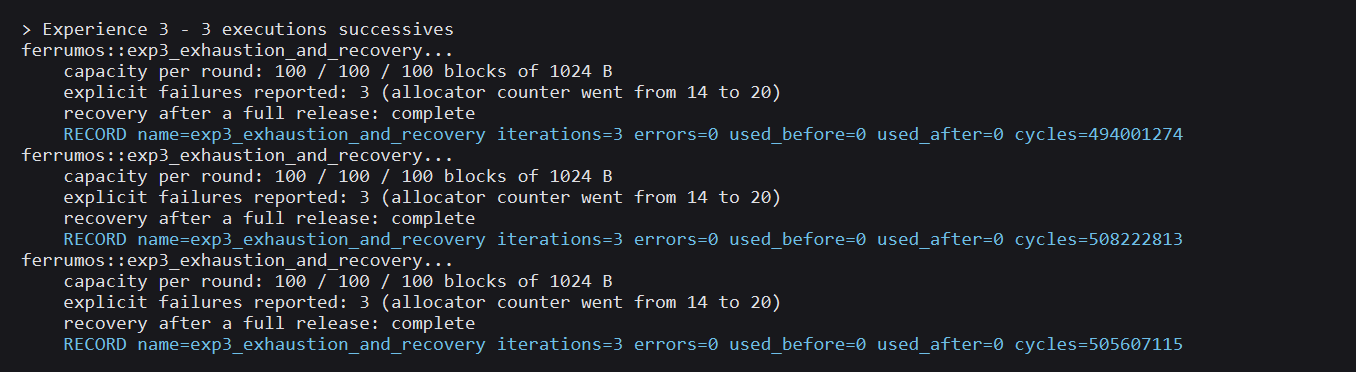 > Experience 3 - 3 executions successives
ferrumos::exp3_exhaustion_and_recovery...
    capacity per round: 100 / 100 / 100 blocks of 1024 B
    explicit failures reported: 3 (allocator counter went from 14 to 20)
    recovery after a full release: complete
    RECORD name=exp3_exhaustion_and_recovery iterations=3 errors=0 used_before=0 used_after=0 cycles=494001274
ferrumos::exp3_exhaustion_and_recovery...
    capacity per round: 100 / 100 / 100 blocks of 1024 B
    explicit failures reported: 3 (allocator counter went from 14 to 20)
    recovery after a full release: complete
    RECORD name=exp3_exhaustion_and_recovery iterations=3 errors=0 used_before=0 used_after=0 cycles=508222813
ferrumos::exp3_exhaustion_and_recovery...
    capacity per round: 100 / 100 / 100 blocks of 1024 B
    explicit failures reported: 3 (allocator counter went from 14 to 20)
    recovery after a full release: complete
    RECORD name=exp3_exhaustion_and_recovery iterations=3 errors=0 used_before=0 used_after=0 cycles=505607115